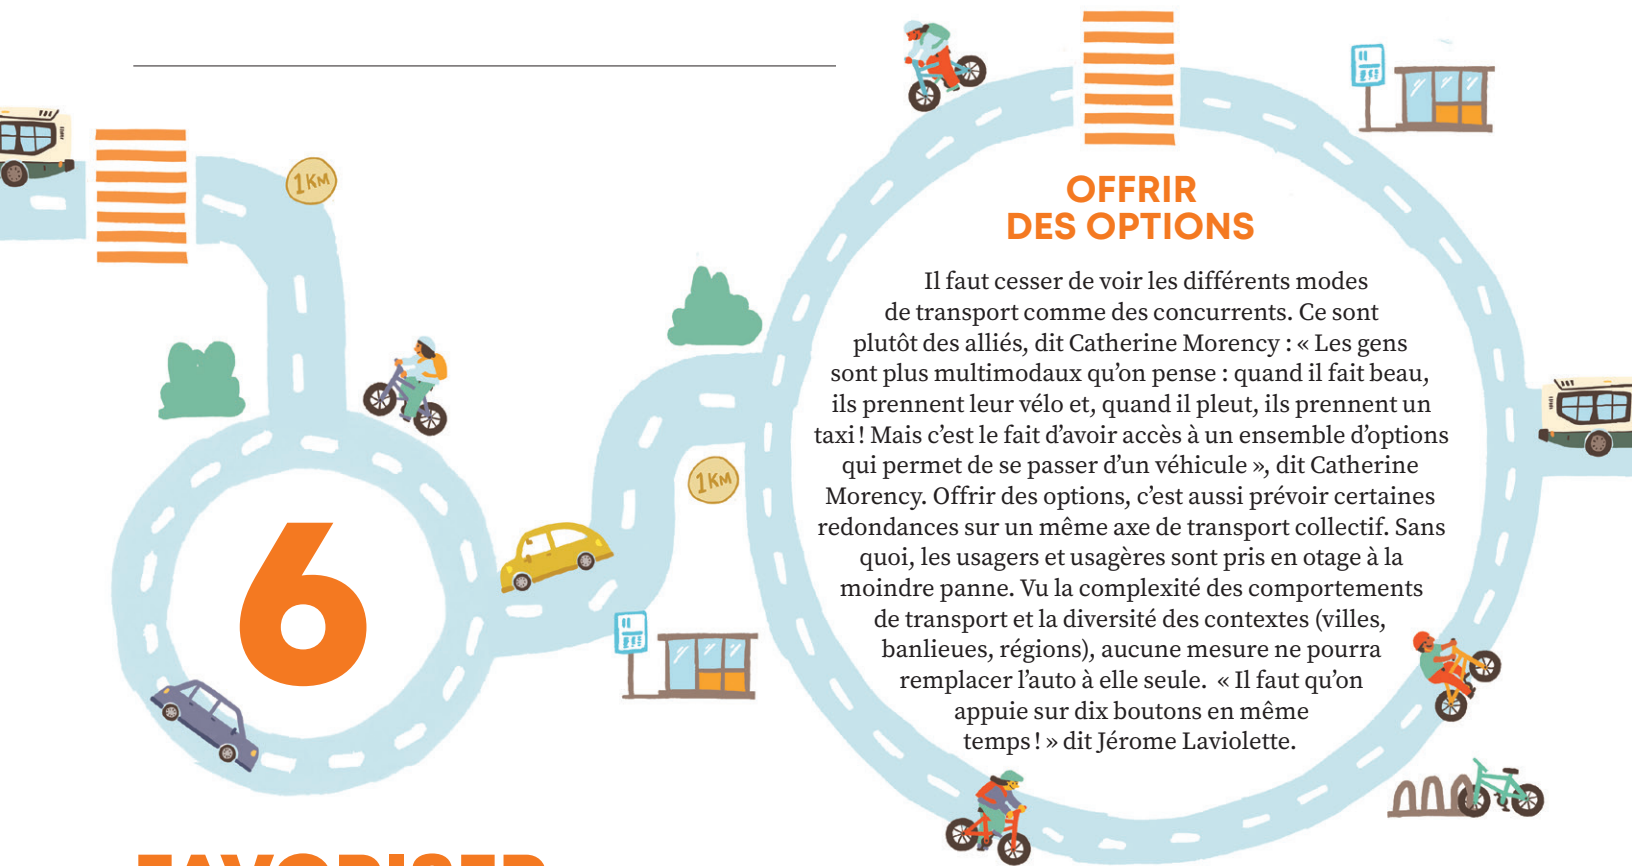 1 KM
OFFRIR
DES OPTIONS
Il faut cesser de voir les différents modes
de transport comme des concurrents. Ce sont
plutôt des alliés, dit Catherine Morency : « Les gens
sont plus multimodaux qu’on pense : quand il fait beau,
ils prennent leur vélo et, quand il pleut, ils prennent un
taxi ! Mais c’est le fait d’avoir accès à un ensemble d’options
qui permet de se passer d’un véhicule », dit Catherine
Morency. Offrir des options, c’est aussi prévoir certaines
redondances sur un même axe de transport collectif. Sans
quoi, les usagers et usagères sont pris en otage à la
moindre panne. Vu la complexité des comportements
de transport et la diversité des contextes (villes,
banlieues, régions), aucune mesure ne pourra
remplacer l’auto à elle seule. « Il faut qu’on
appuie sur dix boutons en même
temps ! » dit Jérome Laviolette.
1 KM
6
FAVORISER